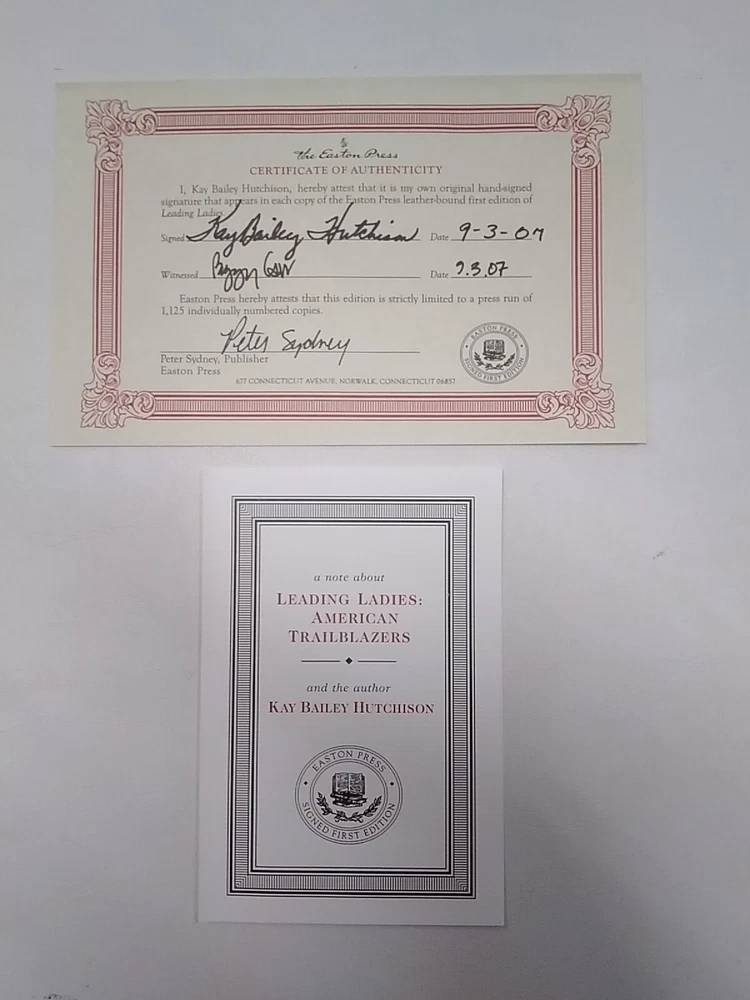 the Easton Press
CERTIFICATE OF AUTHENTICITY
I, Kay Bailey Hutchison, hereby attest that it is my own original hand-signed
signature that appears in each copy of the Easton Press leather-bound first edition of
Leading Ladies.
Signed Kay Bailey Hutchison Date 9-3-07
Witnessed Date 9.3.07
Easton Press hereby attests that this edition is strictly limited to a press run of
1,125 individually numbered copies.
Peter Sydney
Peter Sydney, Publisher
Easton Press
677 CONNECTICUT AVENUE, NORWALK, CONNECTICUT 06857
EASTON PRESS
SIGNED FIRST EDITION
a note about
LEADING LADIES:
AMERICAN
TRAILBLAZERS
and the author
KAY BAILEY HUTCHISON
EASTON PRESS
SIGNED FIRST EDITION